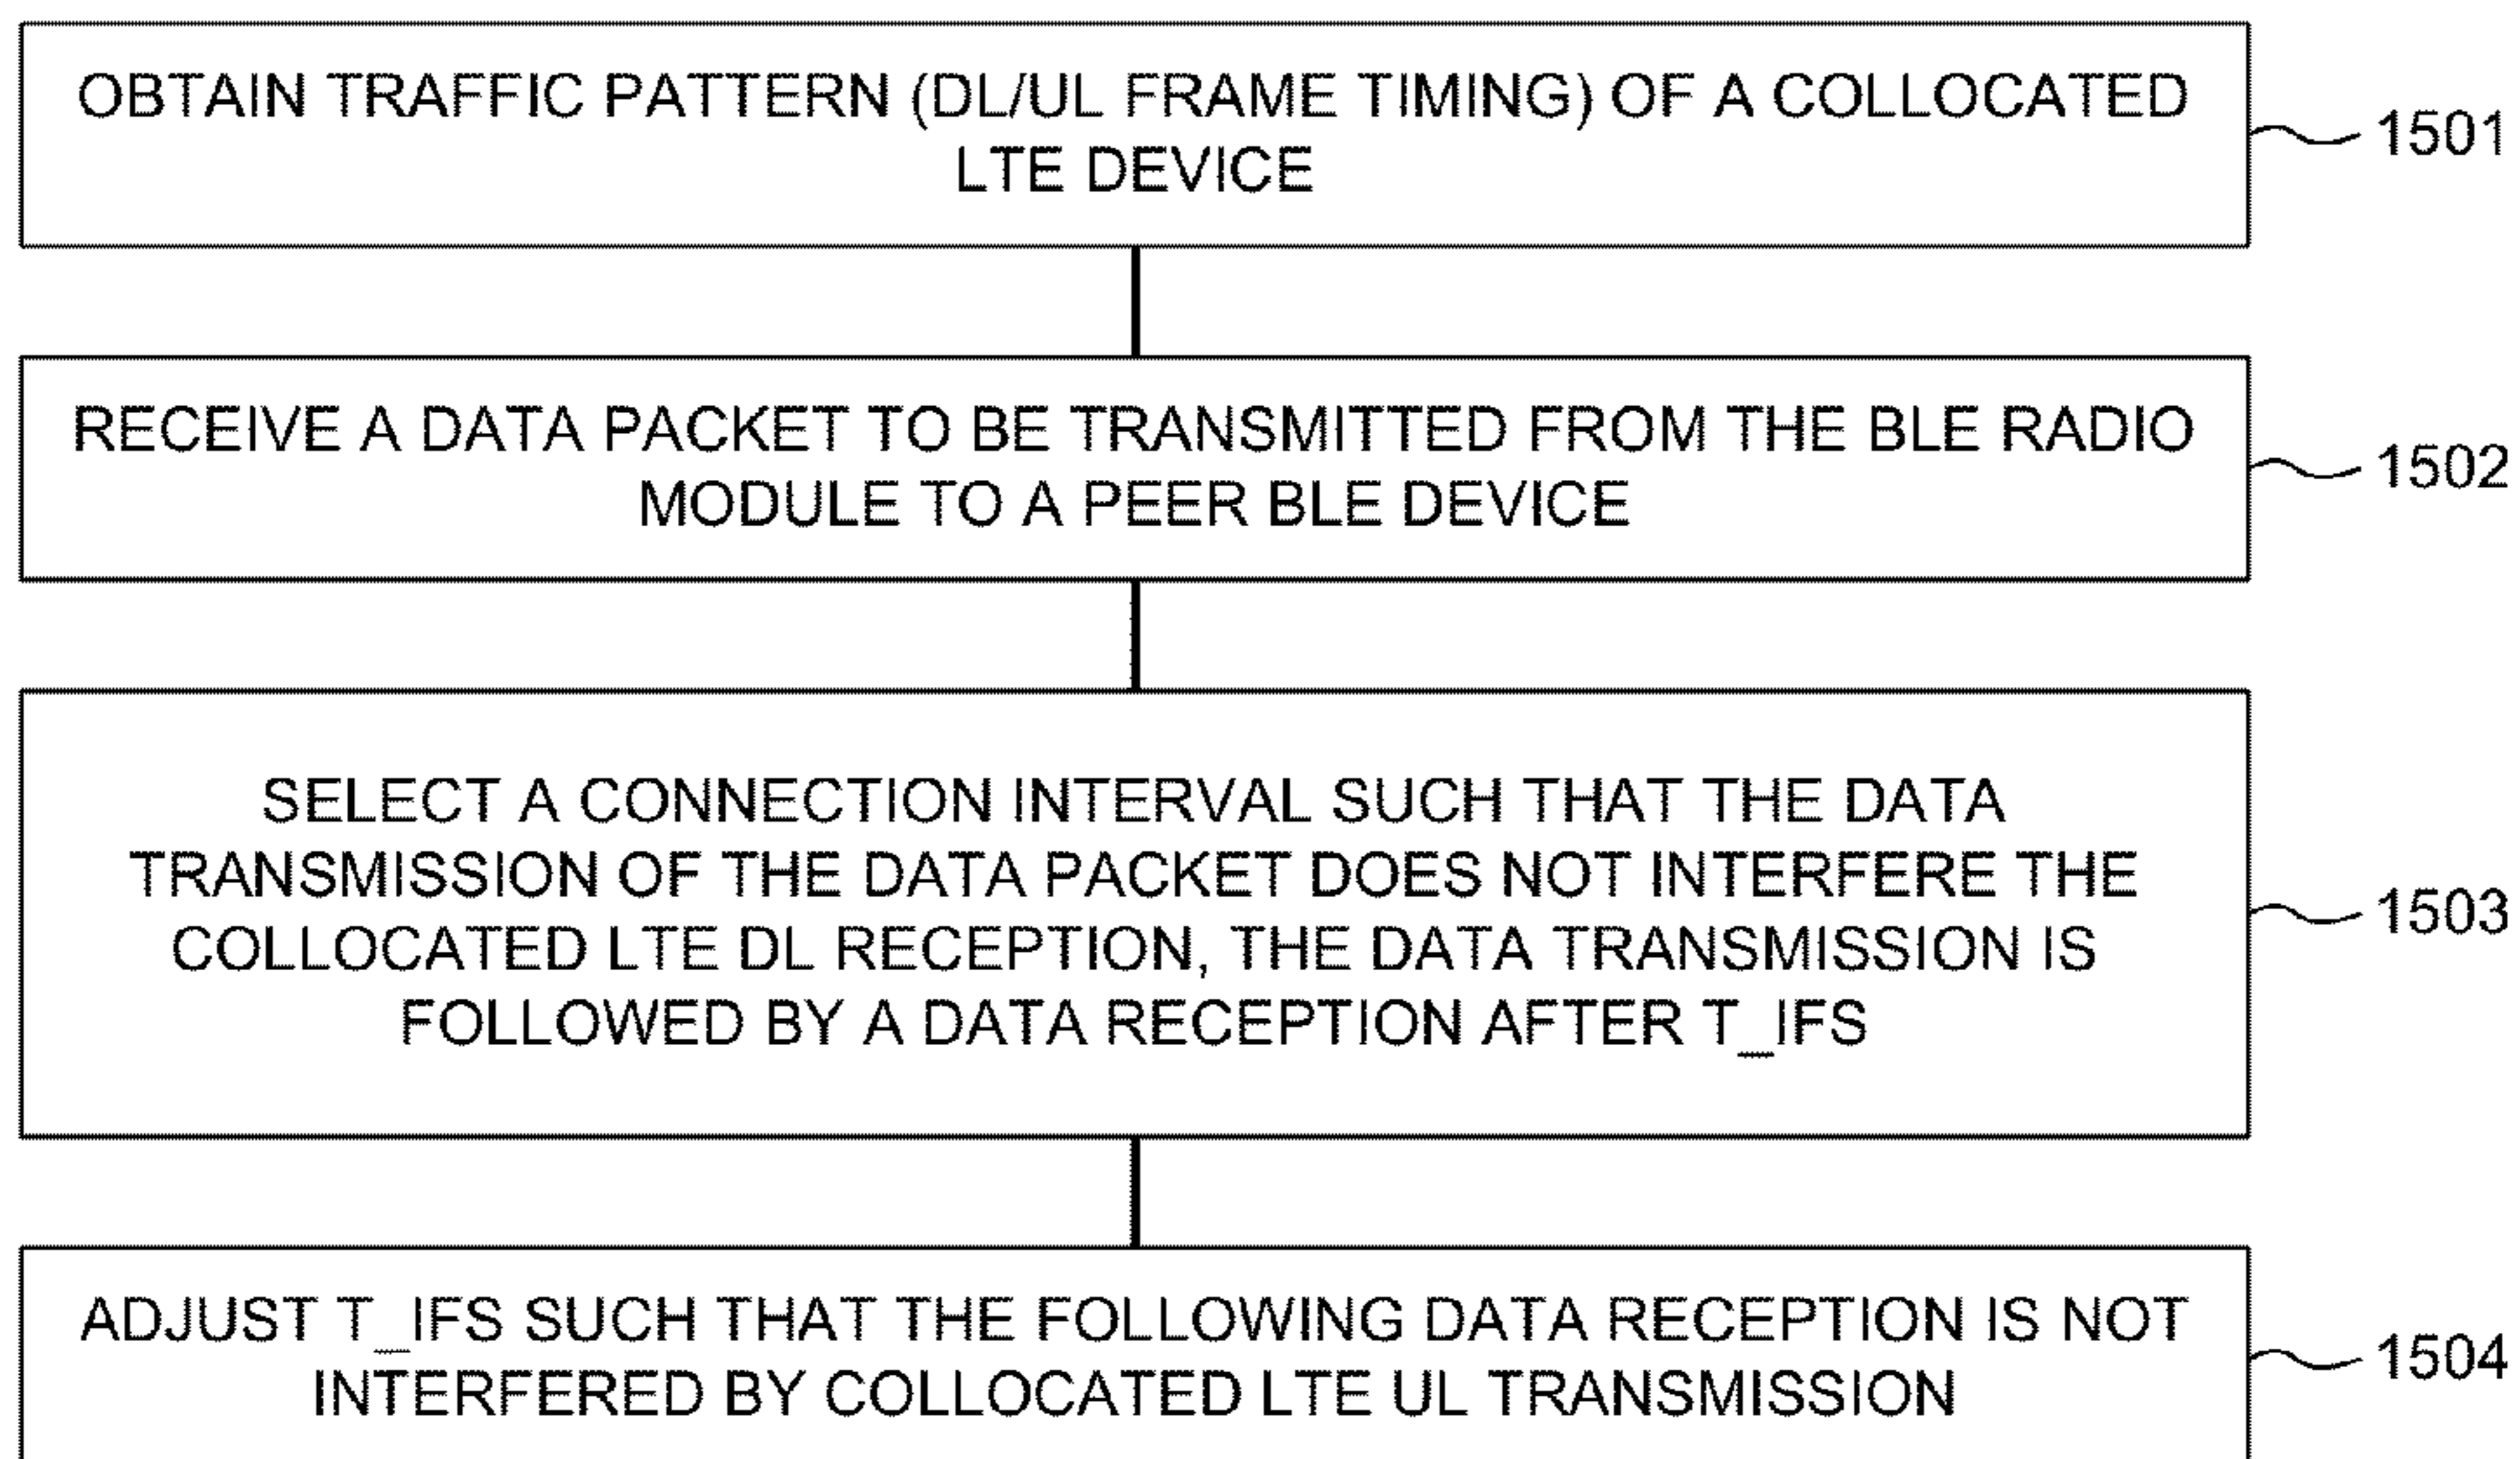 OBTAIN TRAFFIC PATTERN (DL/UL FRAME TIMING) OF A COLLOCATED
LTE DEVICE
1501
RECEIVE A DATA PACKET TO BE TRANSMITTED FROM THE BLE RADIO
MODULE TO A PEER BLE DEVICE
1502
SELECT A CONNECTION INTERVAL SUCH THAT THE DATA
TRANSMISSION OF THE DATA PACKET DOES NOT INTERFERE THE
COLLOCATED LTE DL RECEPTION, THE DATA TRANSMISSION IS
FOLLOWED BY A DATA RECEPTION AFTER T_IFS
1503
ADJUST T_IFS SUCH THAT THE FOLLOWING DATA RECEPTION IS NOT
INTERFERED BY COLLOCATED LTE UL TRANSMISSION
1504